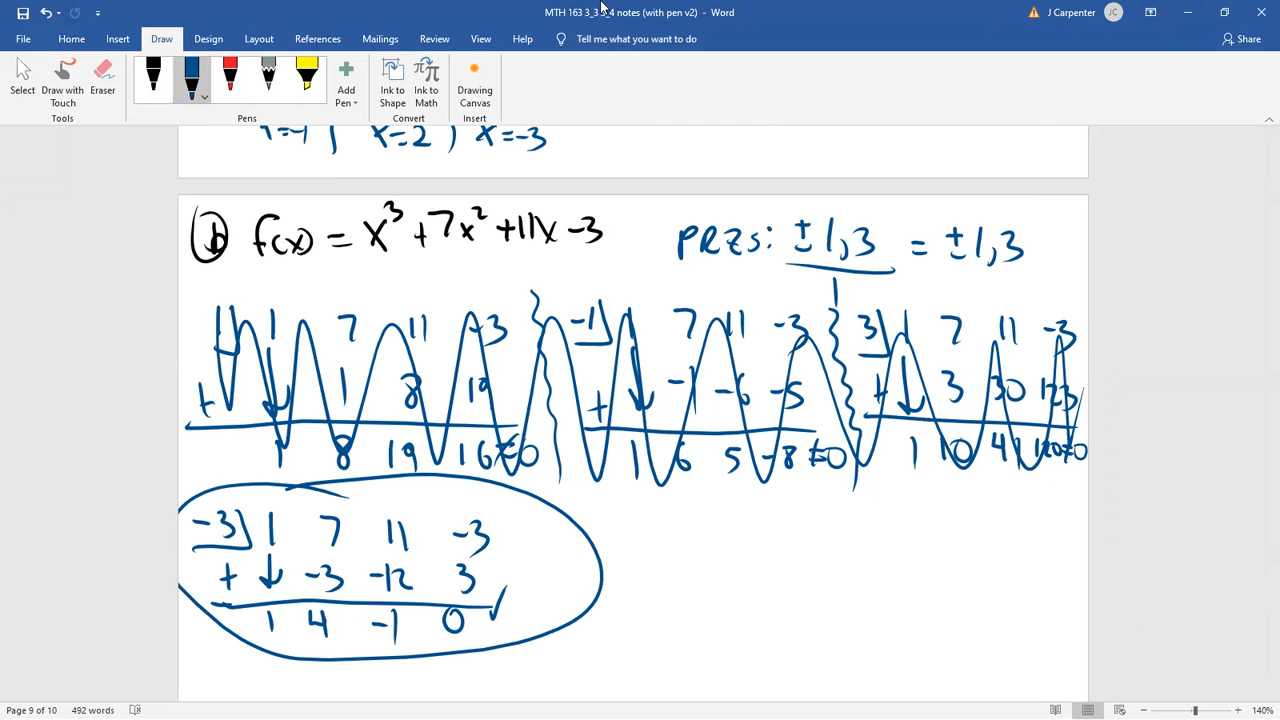 MTH 163 3_3 3_4 notes (with pen v2) - Word
J Carpenter
JC
File Home Insert Draw Design Layout References Mailings Review View Help Tell me what you want to do
Share
Select
Draw with Touch
Eraser
Add Pen
Ink to Shape
Ink to Math
Drawing Canvas
Tools
Pens
Convert
Insert
x=-1, x=2, x=-3
(b) f(x) = x³ + 7x² + 11x - 3
PRZs: ±1,3 / 1 = ±1,3
1⌋ 1 7 11 -3
+ ↓ 1 8 19
1 8 19 16≠0
-1⌋ 1 7 11 -3
+ ↓ -1 -6 -5
1 6 5 -8≠0
3⌋ 1 7 11 -3
+ ↓ 3 30 123
1 10 41 120≠0
-3⌋ 1 7 11 -3
+ ↓ -3 -12 3
1 4 -1 0 ✓
Page 9 of 10 492 words
140%